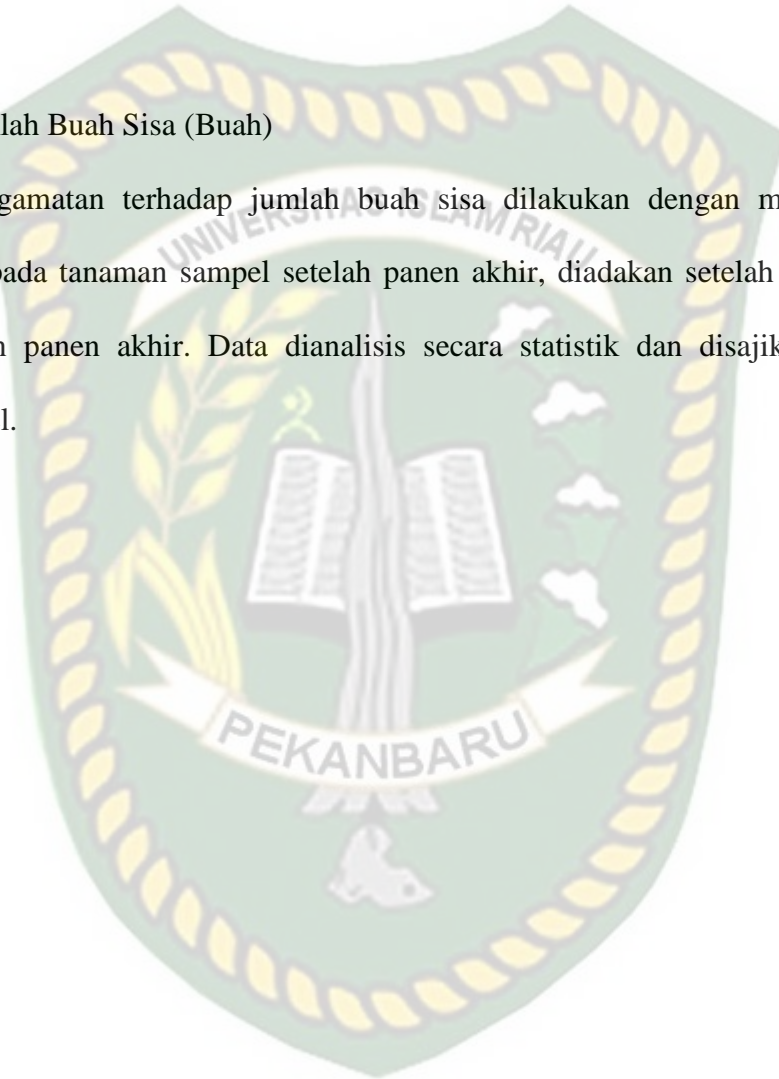 lah Buah Sisa (Buah)
gamatan terhadap jumlah buah sisa dilakukan dengan m
UNIVERSITAS ISLAM RIAU
pada tanaman sampel setelah panen akhir, diadakan setelah
n panen akhir. Data dianalisis secara statistik dan disajik
l.
PEKANBARU